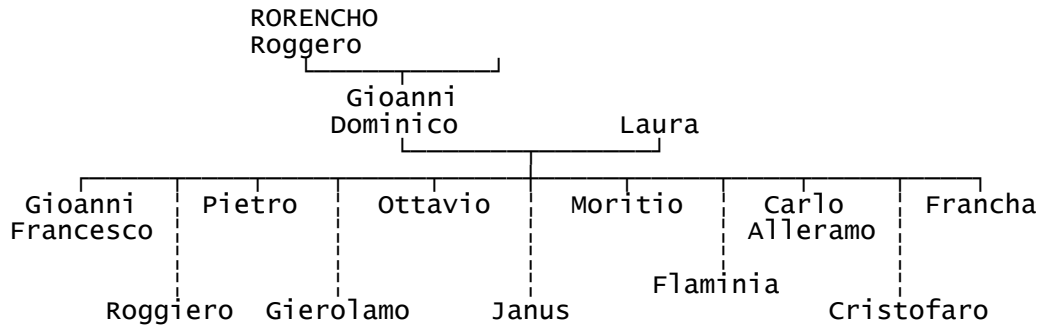 RORENCHO
Roggero
Gioanni
Dominico Laura
Gioanni Pietro Ottavio Moritio Carlo Francha
Francesco Alleramo
Flaminia
Roggiero Gierolamo Janus Cristofaro